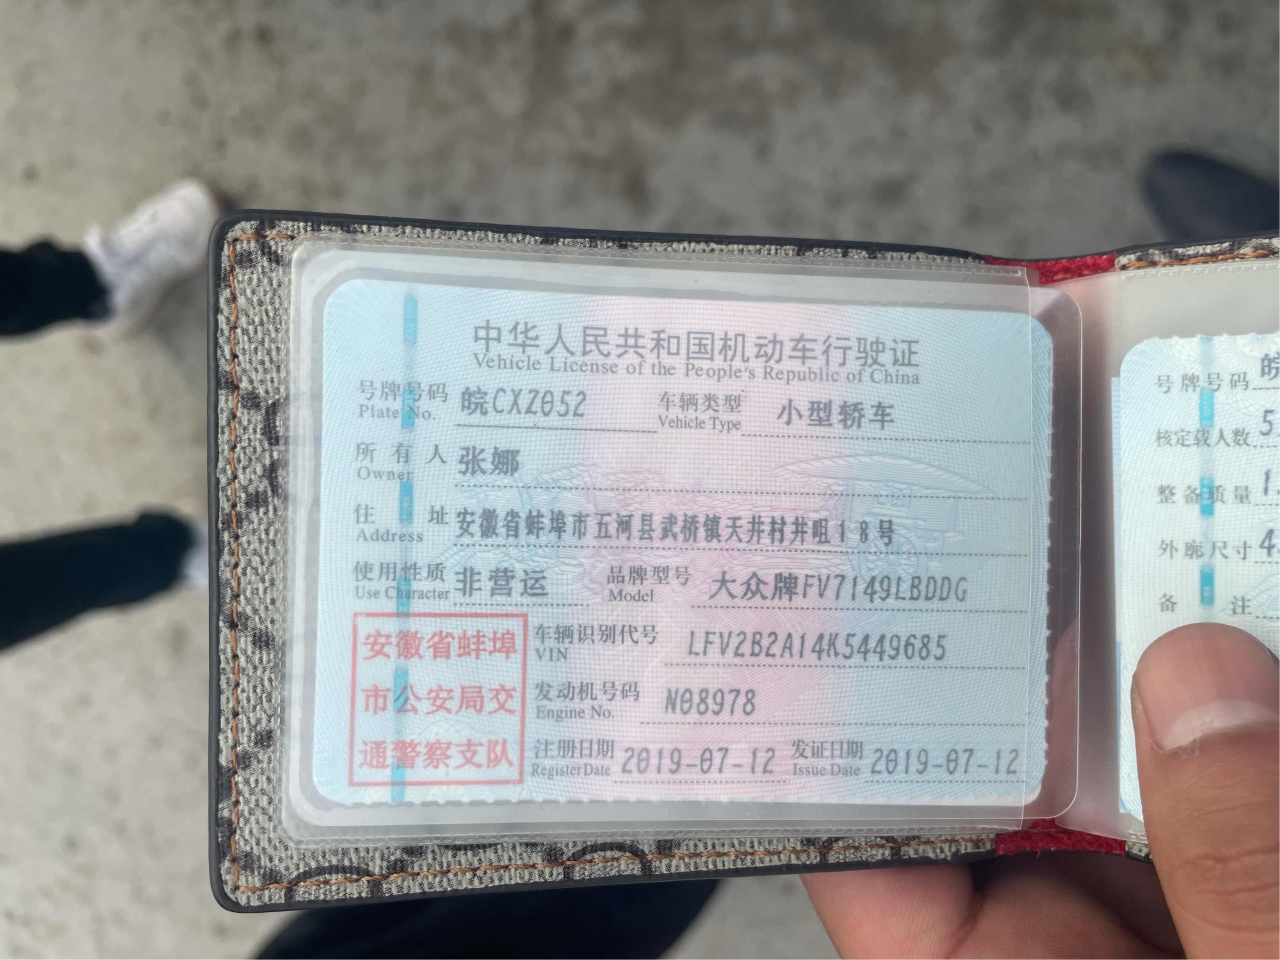 中华人民共和国机动车行驶证
Vehicle License of the People's Republic of China
号牌号码 皖CXZ052 车辆类型 小型轿车
Plate No. Vehicle Type
所有人 张娜
Owner
住址 安徽省蚌埠市五河县武桥镇天井村井咀18号
Address
使用性质 非营运 品牌型号 大众牌FV7149LBDDG
Use Character Model
车辆识别代号 LFV2B2A14K5449685
VIN
发动机号码 N08978
Engine No.
注册日期 2019-07-12 发证日期 2019-07-12
Register Date Issue Date
安徽省蚌埠
市公安局交
通警察支队
号牌号码 皖
核定载人数 5
整备质量 1
外廓尺寸 4
备注